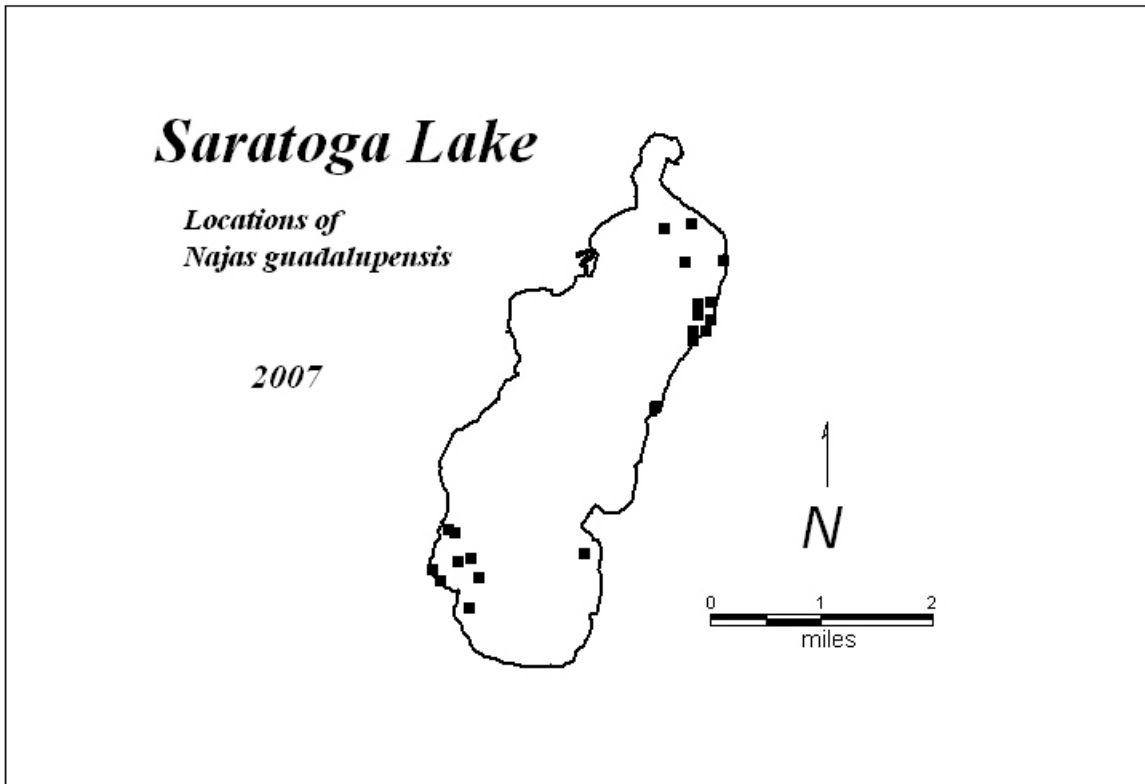 Saratoga Lake
Locations of
Najas guadalupensis
2007
N
0 1 2
miles